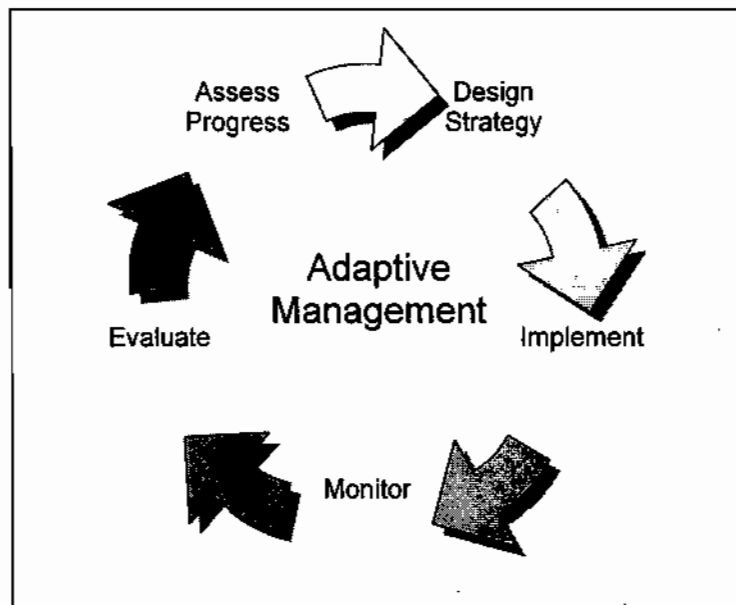 Assess
Progress
Design
Strategy
Adaptive
Management
Evaluate
Implement
Monitor